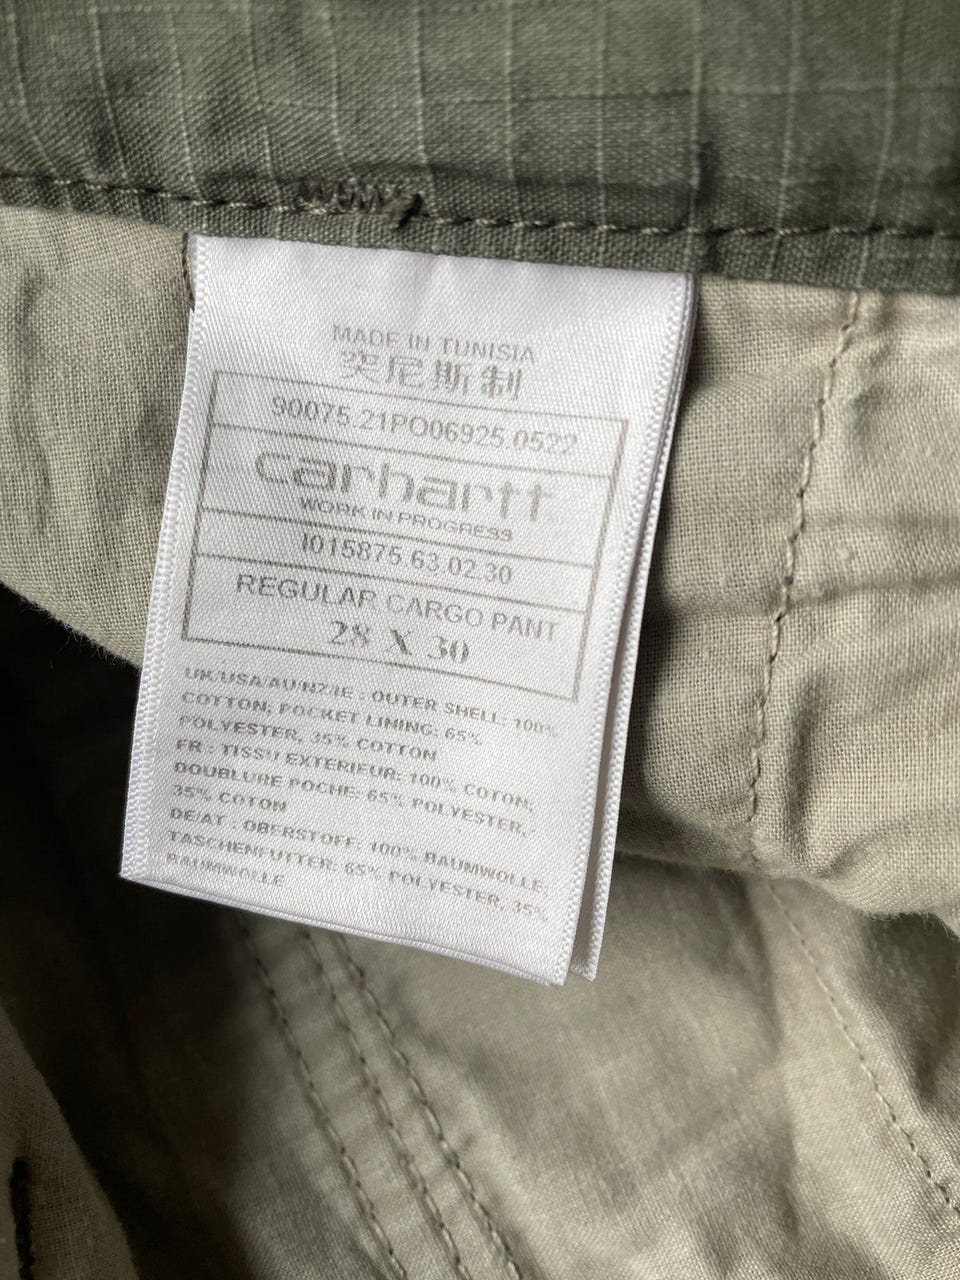 MADE IN TUNISIA
突尼斯制
90075.21PO06925.0522
carhartt
WORK IN PROGRESS
I015875.63.02.30
REGULAR CARGO PANT
28 X 30
UK/USA/AU/NZ/IE : OUTER SHELL: 100%
COTTON; POCKET LINING: 65%
POLYESTER, 35% COTTON
FR : TISSU EXTERIEUR: 100% COTON;
DOUBLURE POCHE: 65% POLYESTER,
35% COTON
DE/AT : OBERSTOFF: 100% BAUMWOLLE;
TASCHENFUTTER: 65% POLYESTER, 35%
BAUMWOLLE